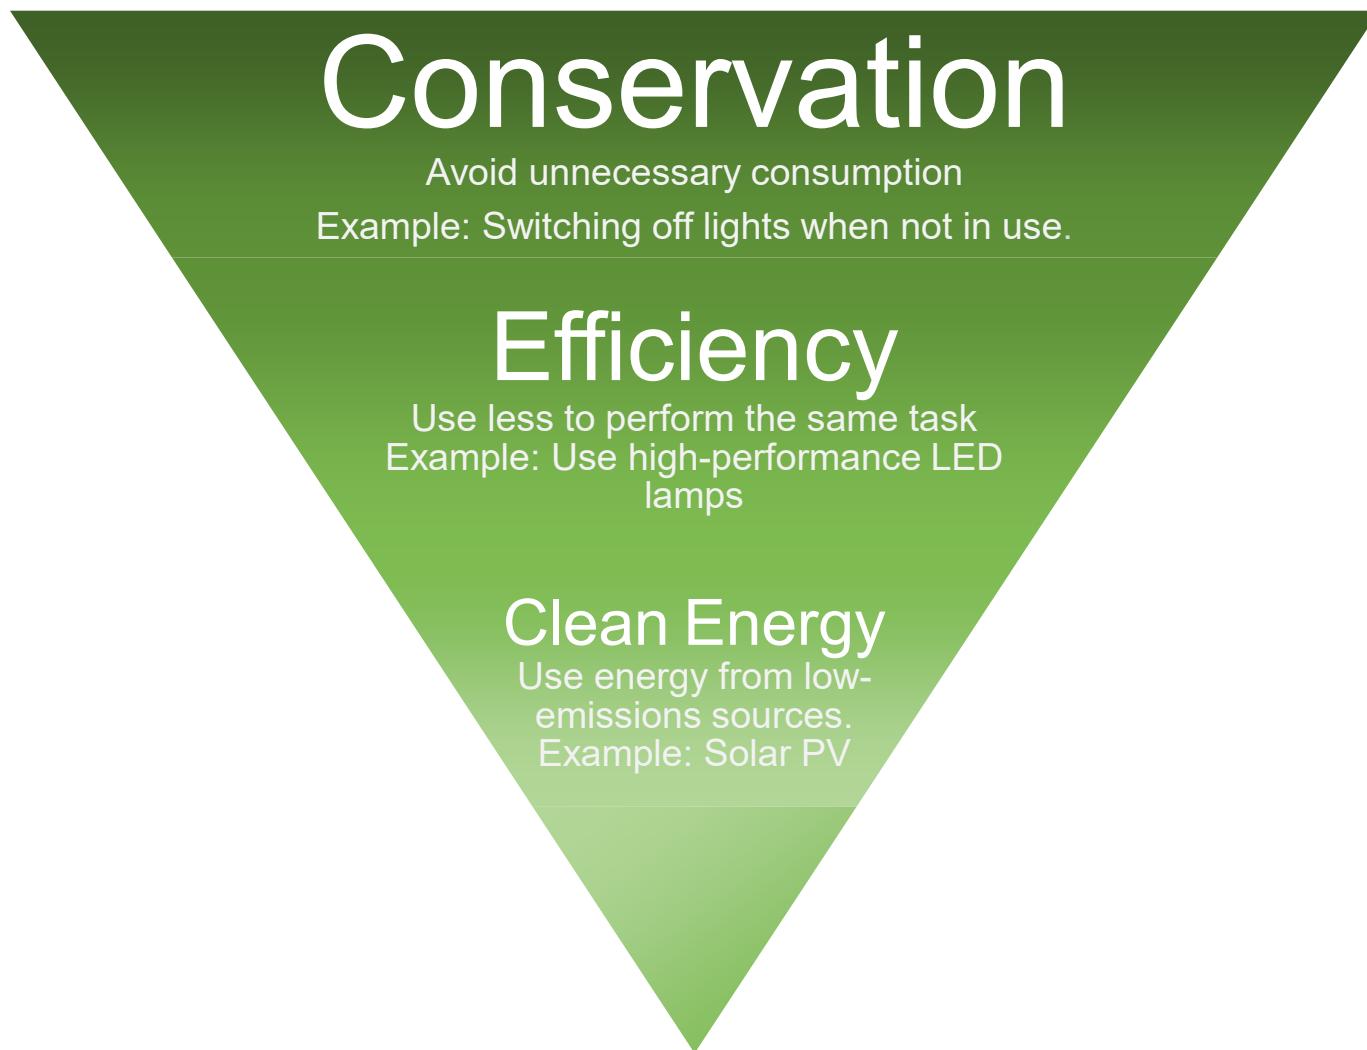 Conservation
Avoid unnecessary consumption
Example: Switching off lights when not in use.
Efficiency
Use less to perform the same task
Example: Use high-performance LED
lamps
Clean Energy
Use energy from low-
emissions sources.
Example: Solar PV